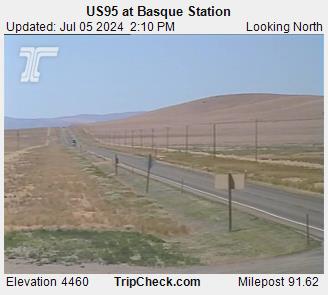 US95 at Basque Station
Updated: Jul 05 2024 2:10 PM Looking North
Elevation 4460 TripCheck.com Milepost 91.62